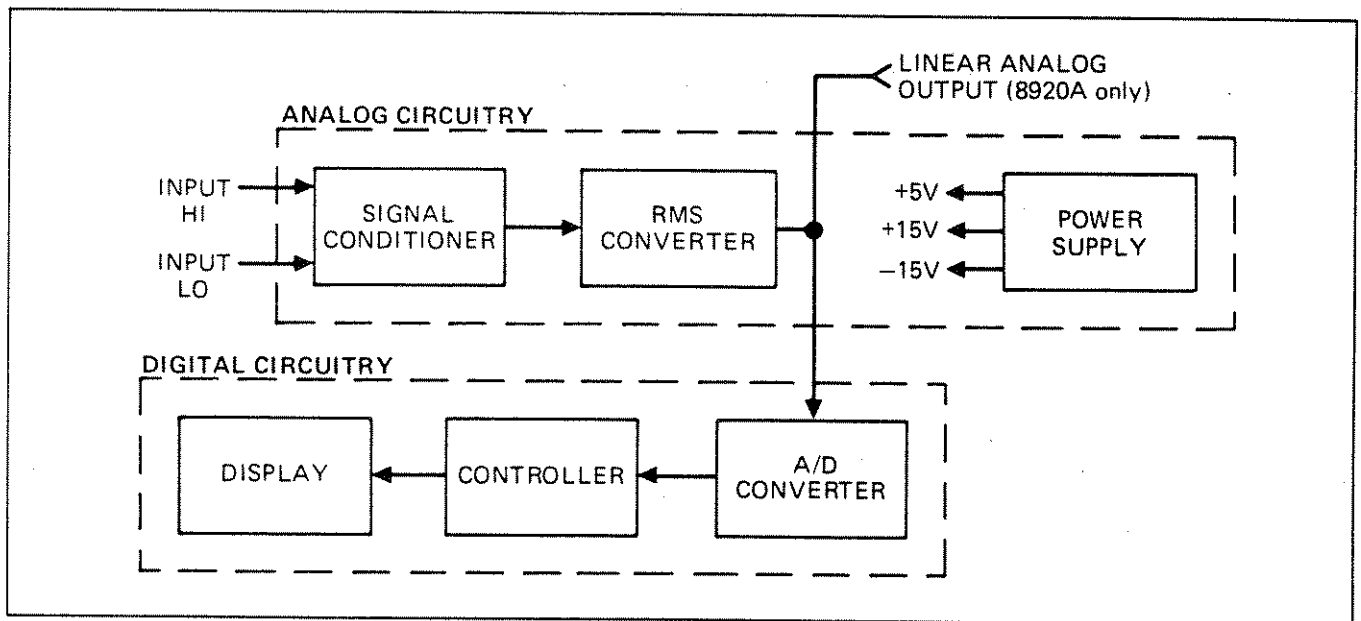 LINEAR ANALOG
OUTPUT (8920A only)
ANALOG CIRCUITRY
INPUT
HI
INPUT
LO
SIGNAL
CONDITIONER
RMS
CONVERTER
+5V
+15V
−15V
POWER
SUPPLY
DIGITAL CIRCUITRY
DISPLAY
CONTROLLER
A/D
CONVERTER